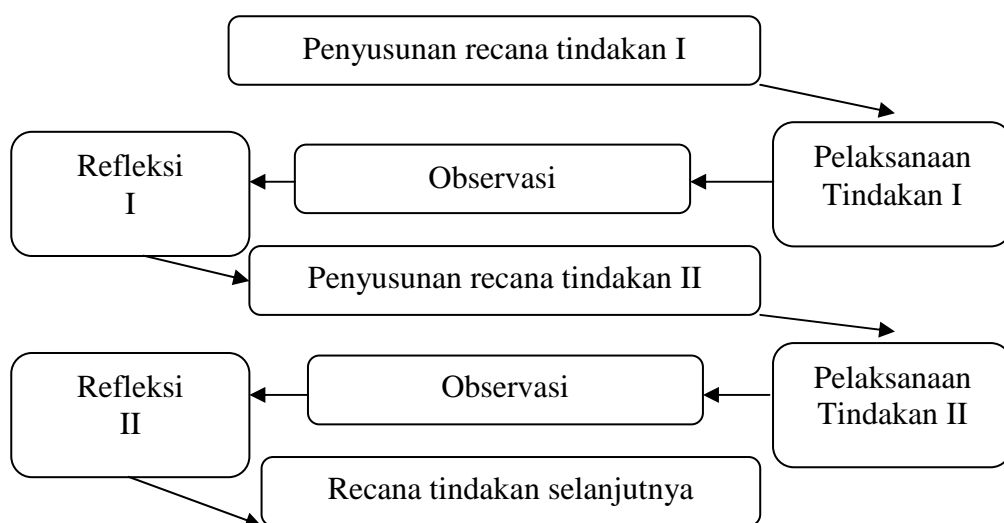 Penyusunan recana tindakan I
Pelaksanaan
Tindakan I
Observasi
Refleksi
I
Penyusunan recana tindakan II
Pelaksanaan
Tindakan II
Observasi
Refleksi
II
Recana tindakan selanjutnya